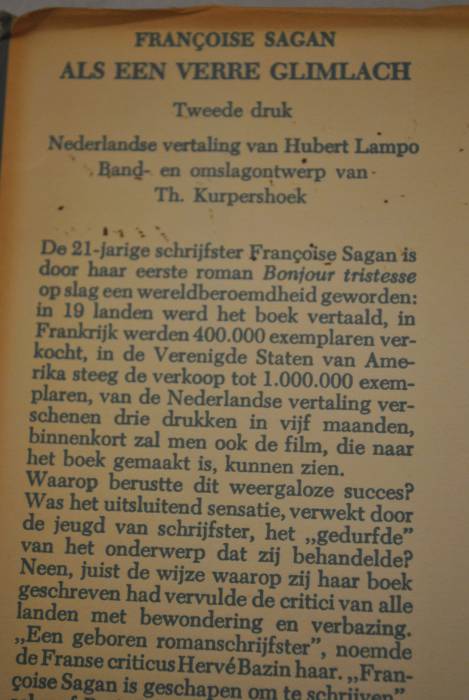 FRANÇOISE SAGAN
ALS EEN VERRE GLIMLACH
Tweede druk
Nederlandse vertaling van Hubert Lampo
Band- en omslagontwerp van
Th. Kurpershoek
De 21-jarige schrijfster Françoise Sagan is
door haar eerste roman Bonjour tristesse
op slag een wereldberoemdheid geworden:
in 19 landen werd het boek vertaald, in
Frankrijk werden 400.000 exemplaren ver-
kocht, in de Verenigde Staten van Ame-
rika steeg de verkoop tot 1.000.000 exem-
plaren, van de Nederlandse vertaling ver-
schenen drie drukken in vijf maanden,
binnenkort zal men ook de film, die naar
het boek gemaakt is, kunnen zien.
Waarop berustte dit weergaloze succes?
Was het uitsluitend sensatie, verwekt door
de jeugd van schrijfster, het „gedurfde”
van het onderwerp dat zij behandelde?
Neen, juist de wijze waarop zij haar boek
geschreven had vervulde de critici van alle
landen met bewondering en verbazing.
„Een geboren romanschrijfster”, noemde
de Franse criticus Hervé Bazin haar. „Fran-
çoise Sagan is geschapen om te schrijven”